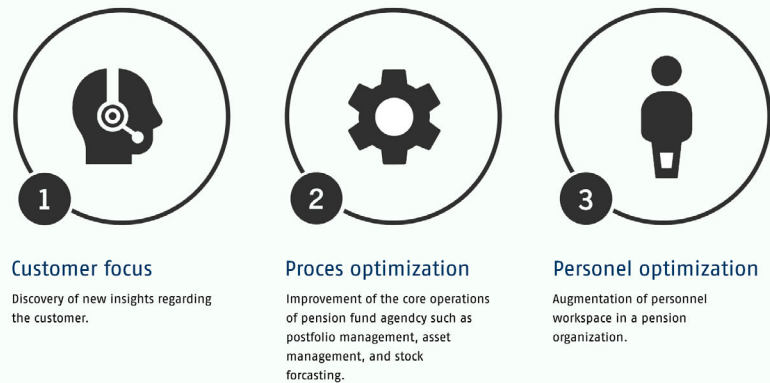 1
2
3
Customer focus
Discovery of new insights regarding
the customer.
Proces optimization
Improvement of the core operations
of pension fund agendcy such as
postfolio management, asset
management, and stock
forcasting.
Personel optimization
Augmentation of personnel
workspace in a pension
organization.